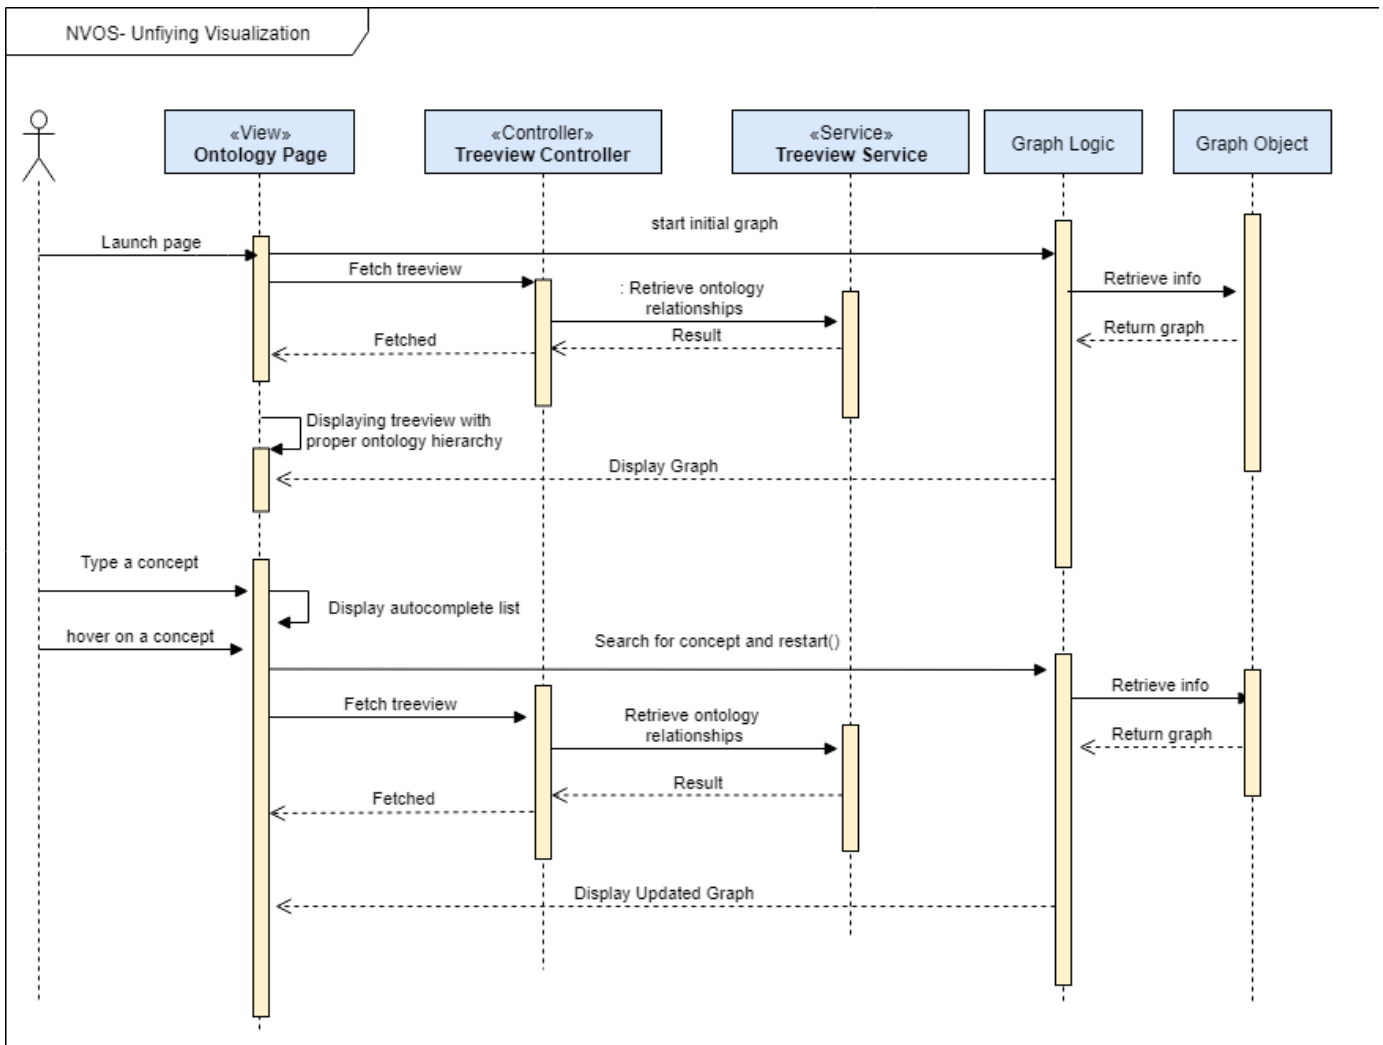 NVOS- Unfiying Visualization
«View»
Ontology Page
«Controller»
Treeview Controller
«Service»
Treeview Service
Graph Logic
Graph Object
start initial graph
Launch page
Fetch treeview
Retrieve info
: Retrieve ontology
relationships
Return graph
Result
Fetched
Displaying treeview with
proper ontology hierarchy
Display Graph
Type a concept
Display autocomplete list
hover on a concept
Search for concept and restart()
Retrieve info
Fetch treeview
Retrieve ontology
relationships
Return graph
Result
Fetched
Display Updated Graph